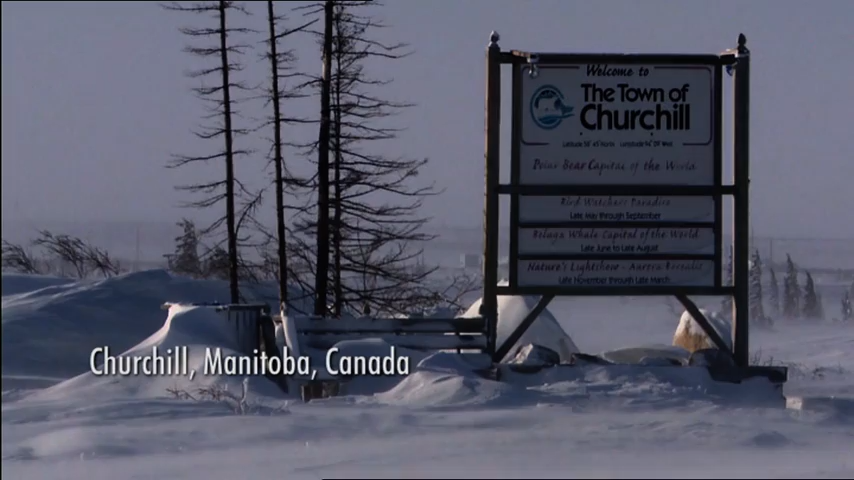 Welcome to
The Town of
Churchill
Polar Bear Capital of the World
Bird Watcher's Paradise
Late May through September
Beluga Whale Capital of the World
Late June to Late August
Nature's Lightshow - Aurora Borealis
Late November through Late March
Churchill, Manitoba, Canada